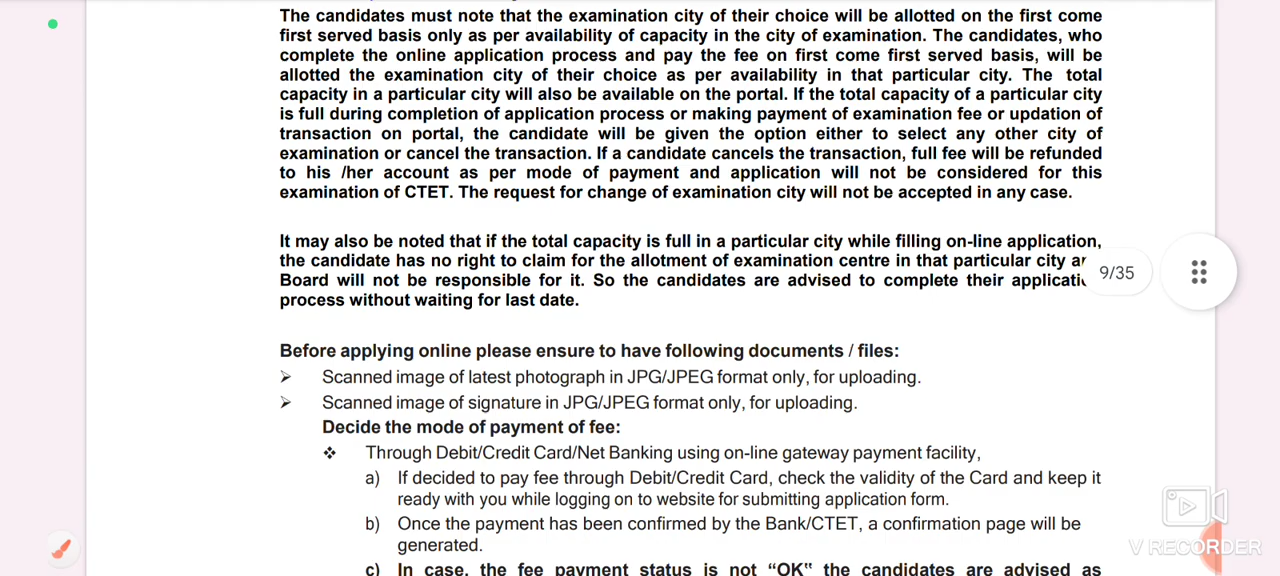 The candidates must note that the examination city of their choice will be allotted on the first come
first served basis only as per availability of capacity in the city of examination. The candidates, who
complete the online application process and pay the fee on first come first served basis, will be
allotted the examination city of their choice as per availability in that particular city. The total
capacity in a particular city will also be available on the portal. If the total capacity of a particular city
is full during completion of application process or making payment of examination fee or updation of
transaction on portal, the candidate will be given the option either to select any other city of
examination or cancel the transaction. If a candidate cancels the transaction, full fee will be refunded
to his /her account as per mode of payment and application will not be considered for this
examination of CTET. The request for change of examination city will not be accepted in any case.
It may also be noted that if the total capacity is full in a particular city while filling on-line application,
the candidate has no right to claim for the allotment of examination centre in that particular city
Board will not be responsible for it. So the candidates are advised to complete their
process without waiting for last date.
9/35
Before applying online please ensure to have following documents / files:
➢ Scanned image of latest photograph in JPG/JPEG format only, for uploading.
➢ Scanned image of signature in JPG/JPEG format only, for uploading.
Decide the mode of payment of fee:
❖ Through Debit/Credit Card/Net Banking using on-line gateway payment facility,
a) If decided to pay fee through Debit/Credit Card, check the validity of the Card and keep it
ready with you while logging on to website for submitting application form.
b) Once the payment has been confirmed by the Bank/CTET, a confirmation page will be
generated.
c) In case, the fee payment status is not “OK‟ the candidates are advised as
V RECORDER